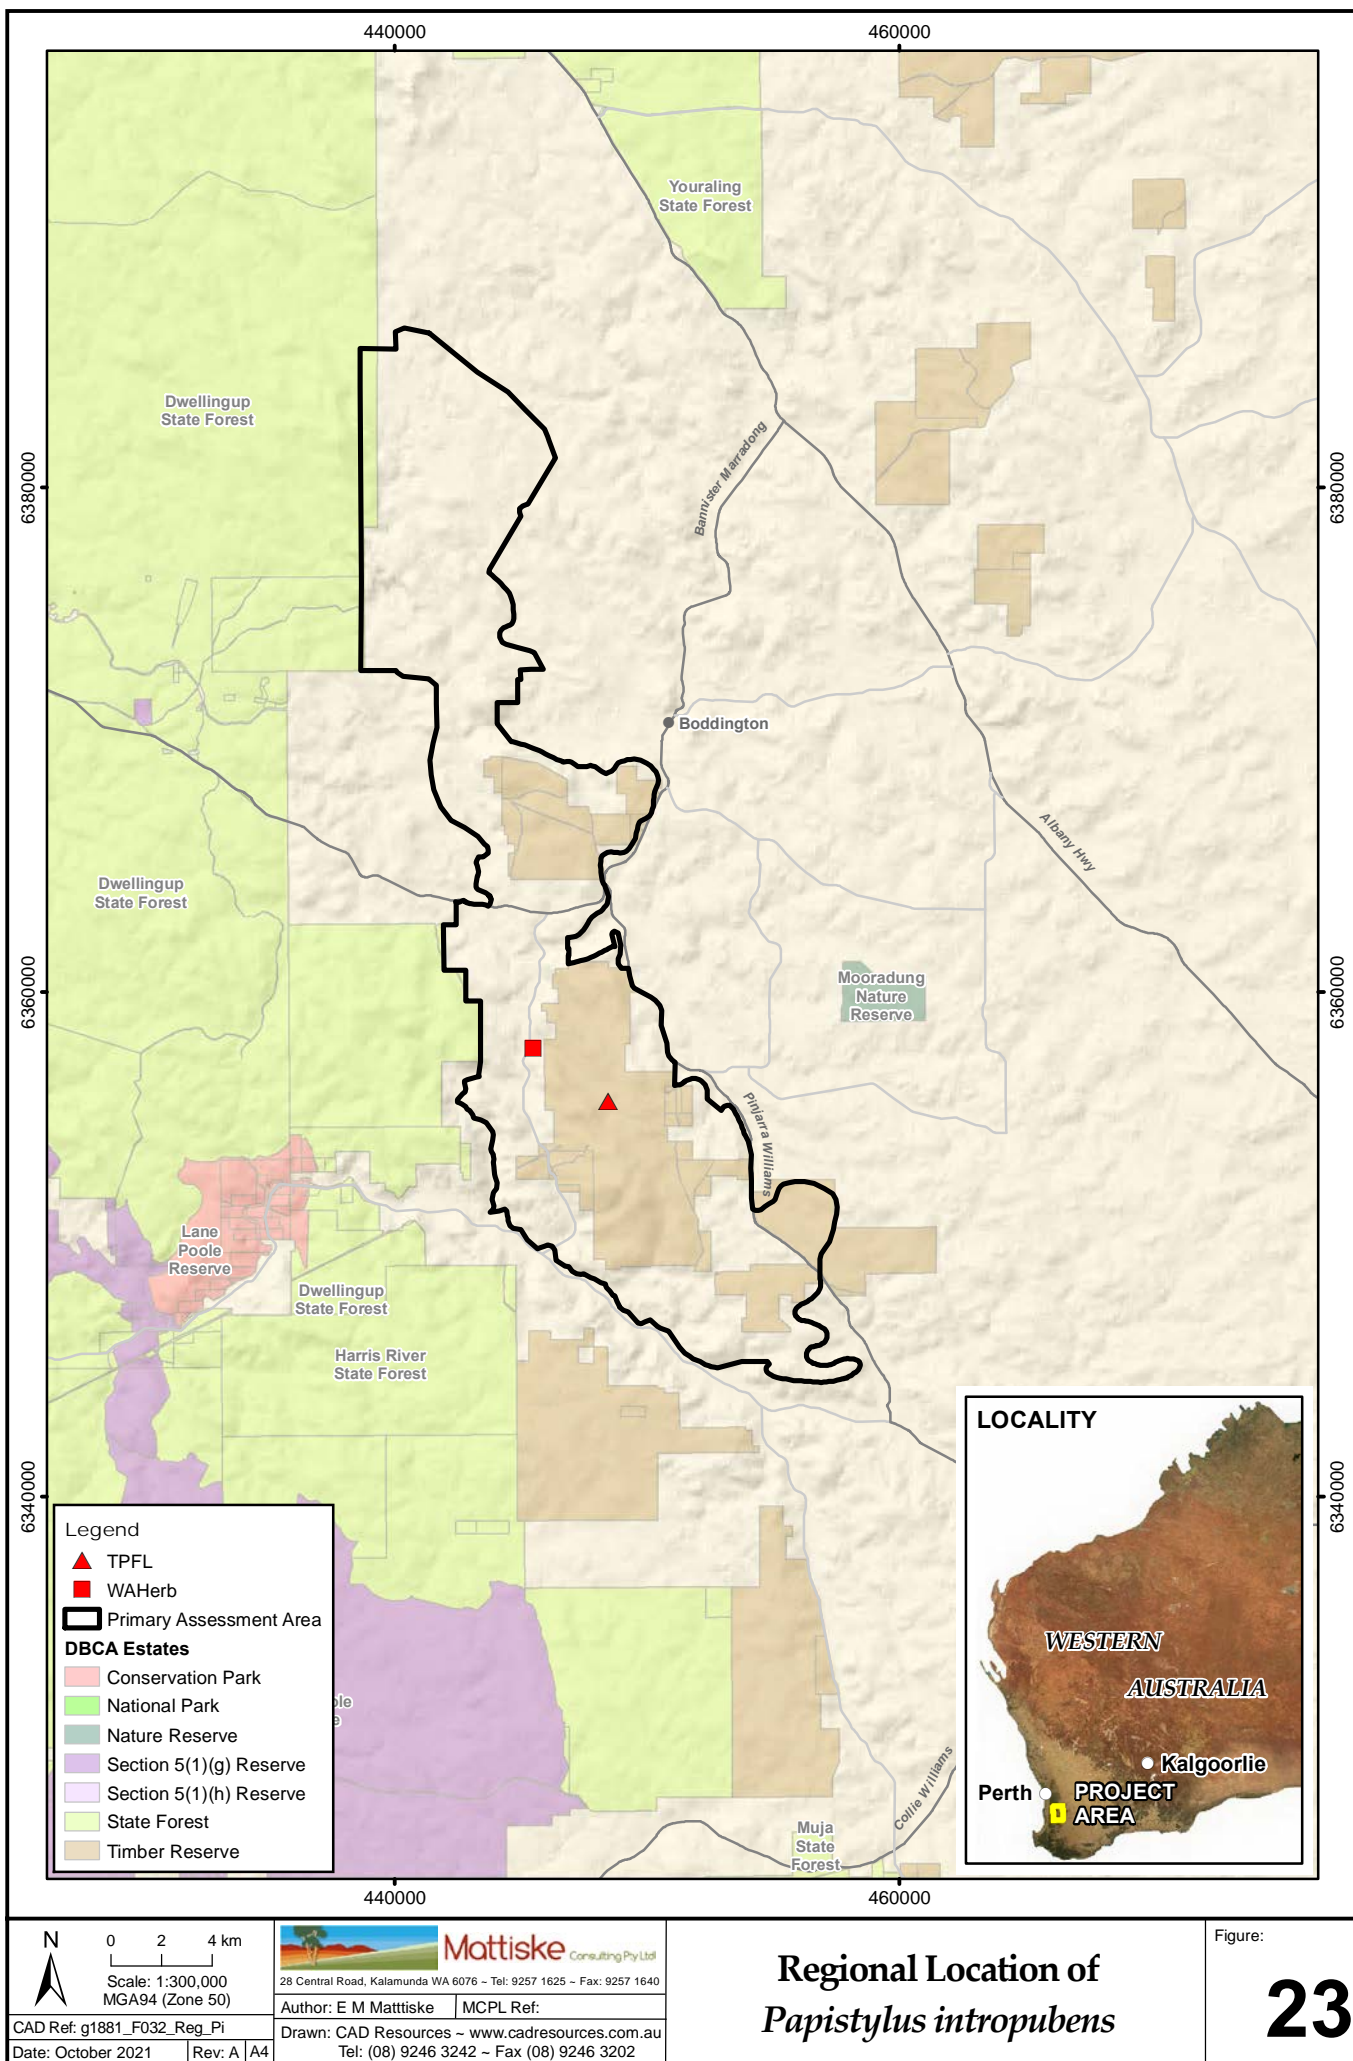 440000
460000
Youraling
State Forest
Dwellingup
State Forest
Bannister Marradong
6380000
6380000
Boddington
Albany Hwy
Dwellingup
State Forest
Mooradung
Nature
Reserve
6360000
6360000
Pinjarra Williams
Lane
Poole
Reserve
Dwellingup
State Forest
Harris River
State Forest
6340000
6340000
Legend
TPFL
WAHerb
Primary Assessment Area
DBCA Estates
Conservation Park
National Park
Nature Reserve
Section 5(1)(g) Reserve
Section 5(1)(h) Reserve
State Forest
Timber Reserve
ole
e
Muja
State
Forest
Collie Williams
LOCALITY
WESTERN
AUSTRALIA
Kalgoorlie
Perth
PROJECT
AREA
440000
460000
N
0 2 4 km
Scale: 1:300,000
MGA94 (Zone 50)
CAD Ref: g1881_F032_Reg_Pi
Date: October 2021 Rev: A A4
Mattiske Consulting Pty Ltd
28 Central Road, Kalamunda WA 6076 ~ Tel: 9257 1625 ~ Fax: 9257 1640
Author: E M Matttiske MCPL Ref:
Drawn: CAD Resources ~ www.cadresources.com.au
Tel: (08) 9246 3242 ~ Fax (08) 9246 3202
Regional Location of
Papistylus intropubens
Figure:
23